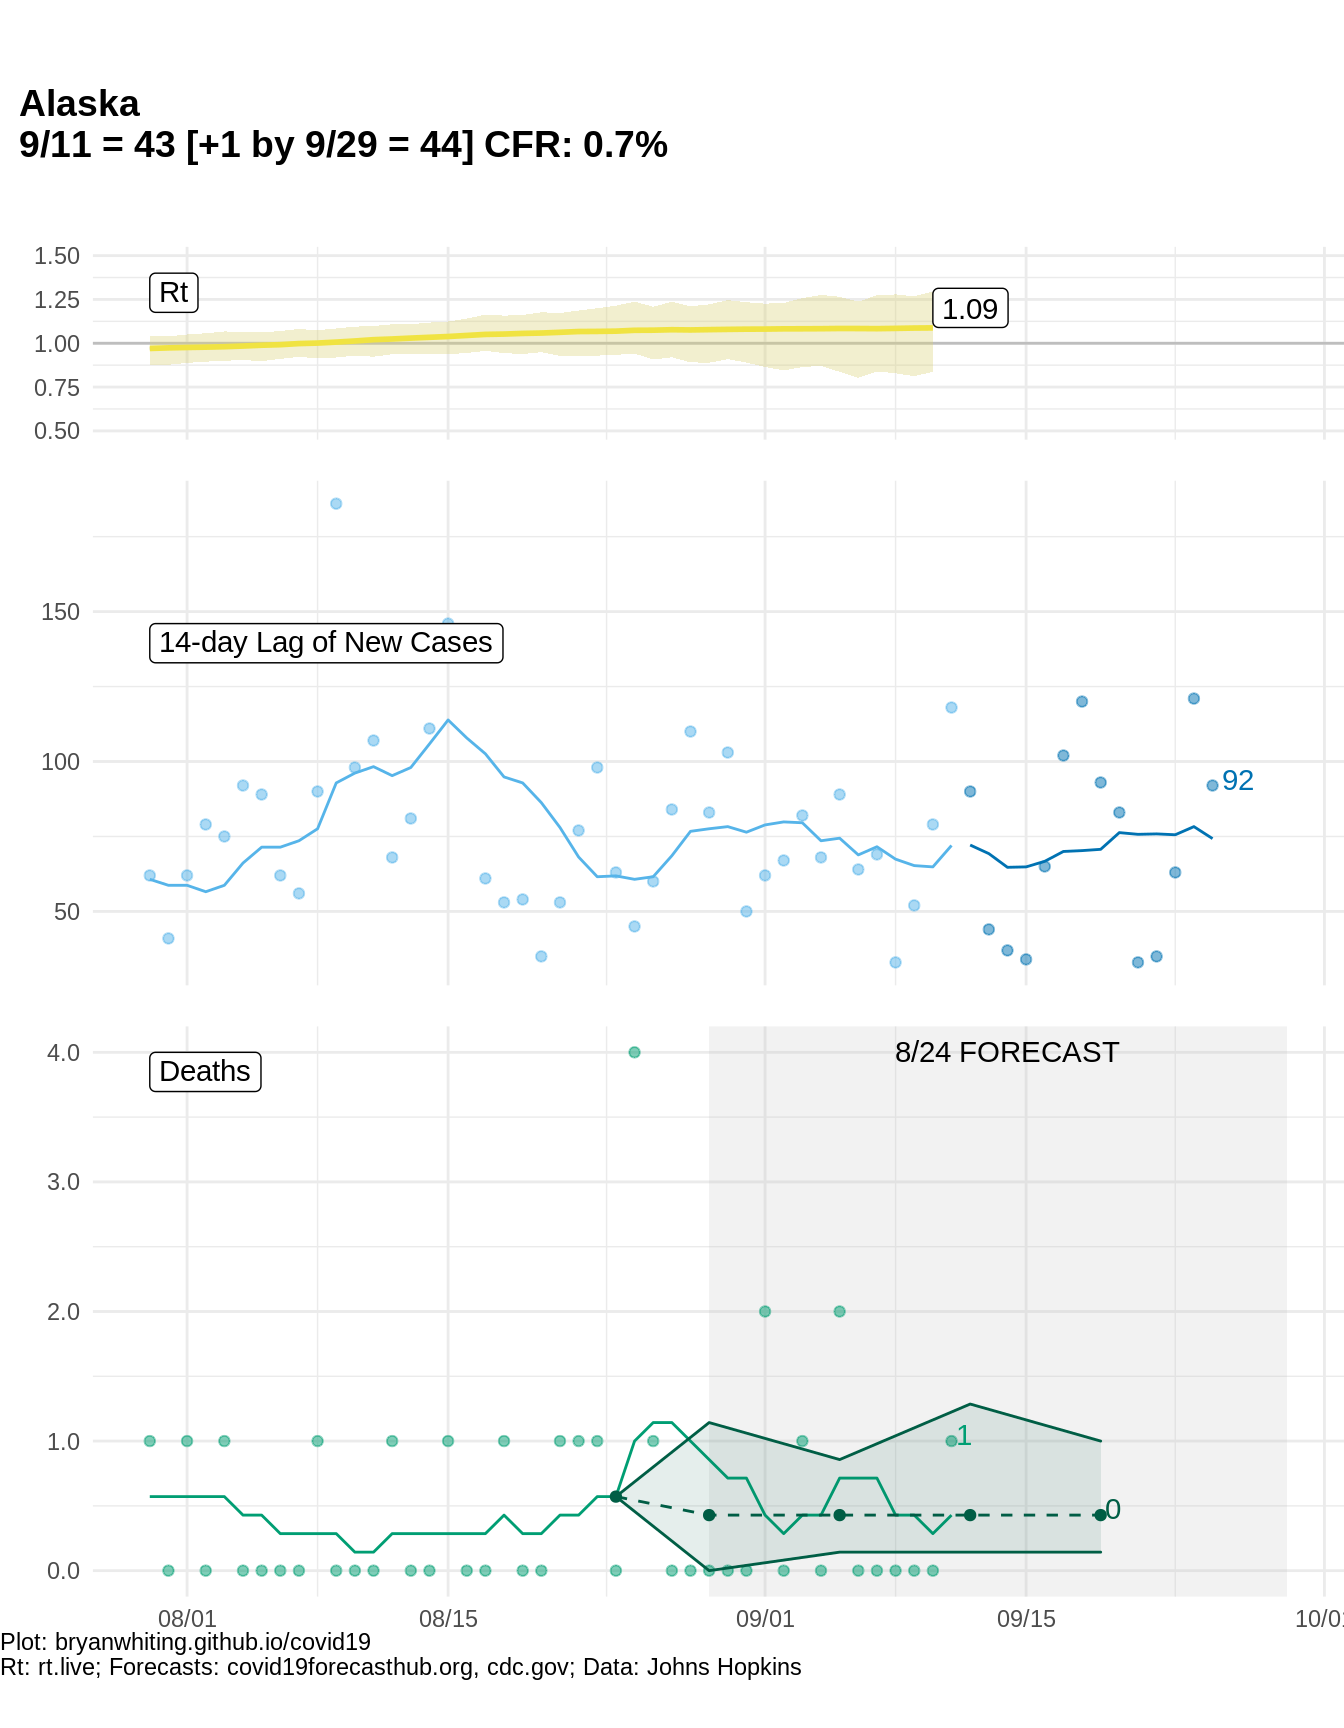 Alaska
9/11 = 43 [+1 by 9/29 = 44] CFR: 0.7%
1.50
1.25
1.00
0.75
0.50
Rt
1.09
150
100
50
14-day Lag of New Cases
92
4.0
3.0
2.0
1.0
0.0
Deaths
8/24 FORECAST
1
0
08/01
08/15
09/01
09/15
10/01
Plot: bryanwhiting.github.io/covid19
Rt: rt.live; Forecasts: covid19forecasthub.org, cdc.gov; Data: Johns Hopkins